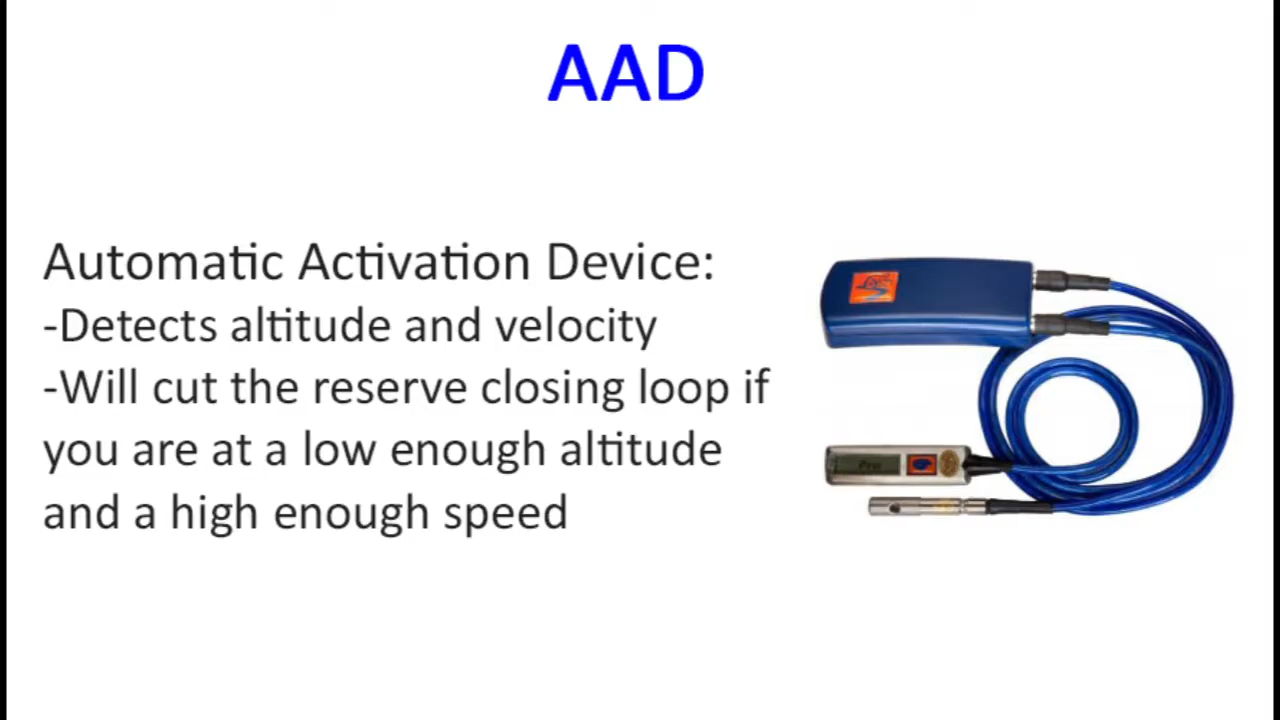 AAD
Automatic Activation Device:
-Detects altitude and velocity
-Will cut the reserve closing loop if
you are at a low enough altitude
and a high enough speed
Pro